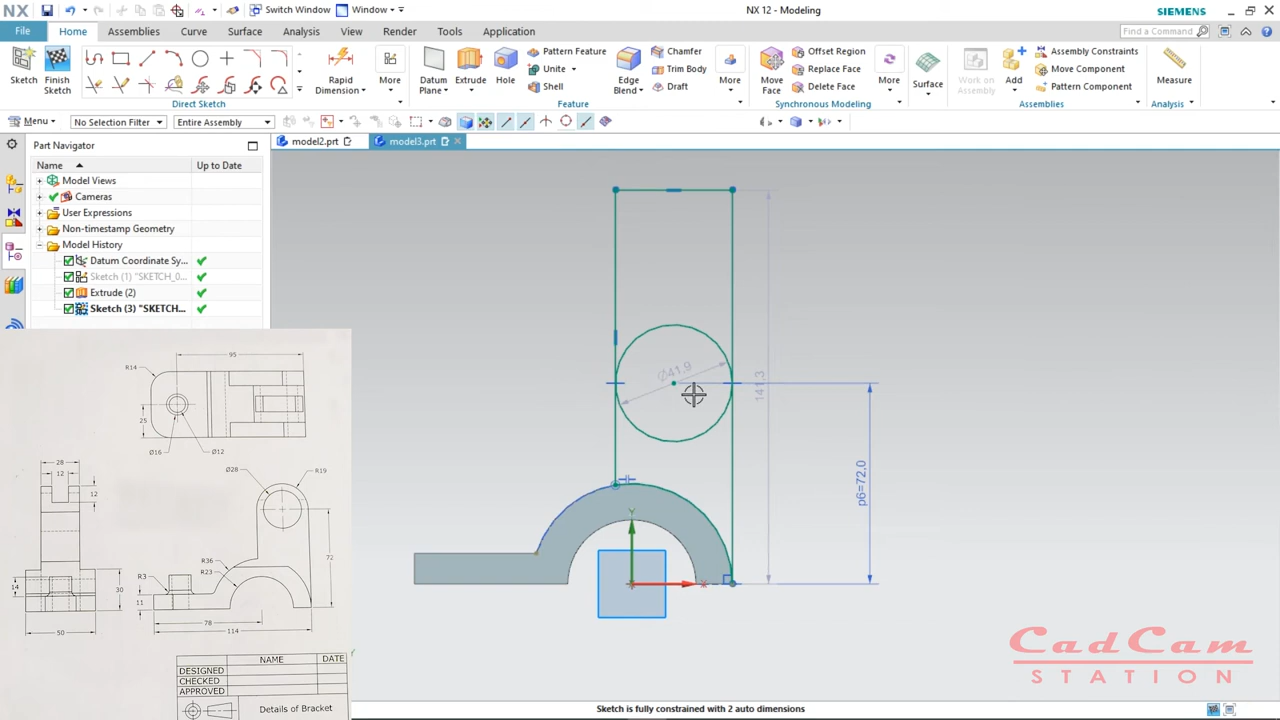 NX
Switch Window
Window
NX 12 - Modeling
SIEMENS
File
Home
Assemblies
Curve
Surface
Analysis
View
Render
Tools
Application
Find a Command
Sketch
Finish Sketch
Direct Sketch
Rapid Dimension
More
Datum Plane
Extrude
Hole
Pattern Feature
Unite
Shell
Edge Blend
Chamfer
Trim Body
Draft
More
Feature
Move Face
Offset Region
Replace Face
Delete Face
More
Synchronous Modeling
Surface
Work on Assembly
Add
Assembly Constraints
Move Component
Pattern Component
Assemblies
Measure
Analysis
Menu
No Selection Filter
Entire Assembly
Part Navigator
model2.prt
model3.prt
Name
Up to Date
Model Views
Cameras
User Expressions
Non-timestamp Geometry
Model History
Datum Coordinate Sy...
Sketch (1) "SKETCH_0...
Extrude (2)
Sketch (3) "SKETCH...
Ø41.9
141.3
p6=72.0
Y
X
95
R14
25
Ø16
Ø12
28
12
12
14
30
50
Ø28
R19
R36
R23
R3
11
72
78
114
NAME
DATE
DESIGNED
CHECKED
APPROVED
Details of Bracket
CadCam
STATION
Sketch is fully constrained with 2 auto dimensions